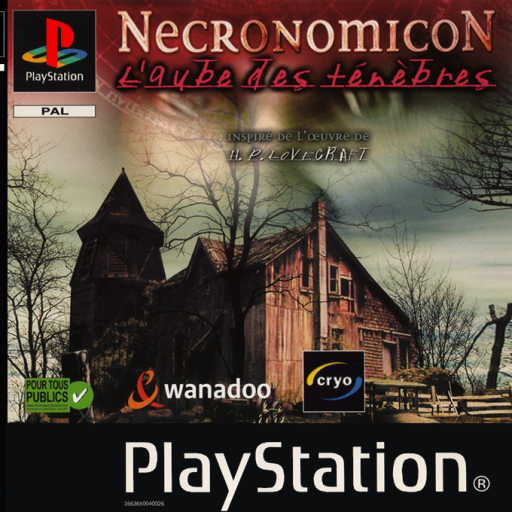 PlayStation
PAL
NECRONOMICON
L'aube des ténèbres
INSPIRÉ DE L'ŒUVRE DE
H. P. LOVECRAFT
POUR TOUS
PUBLICS
wanadoo
cryo
PlayStation®